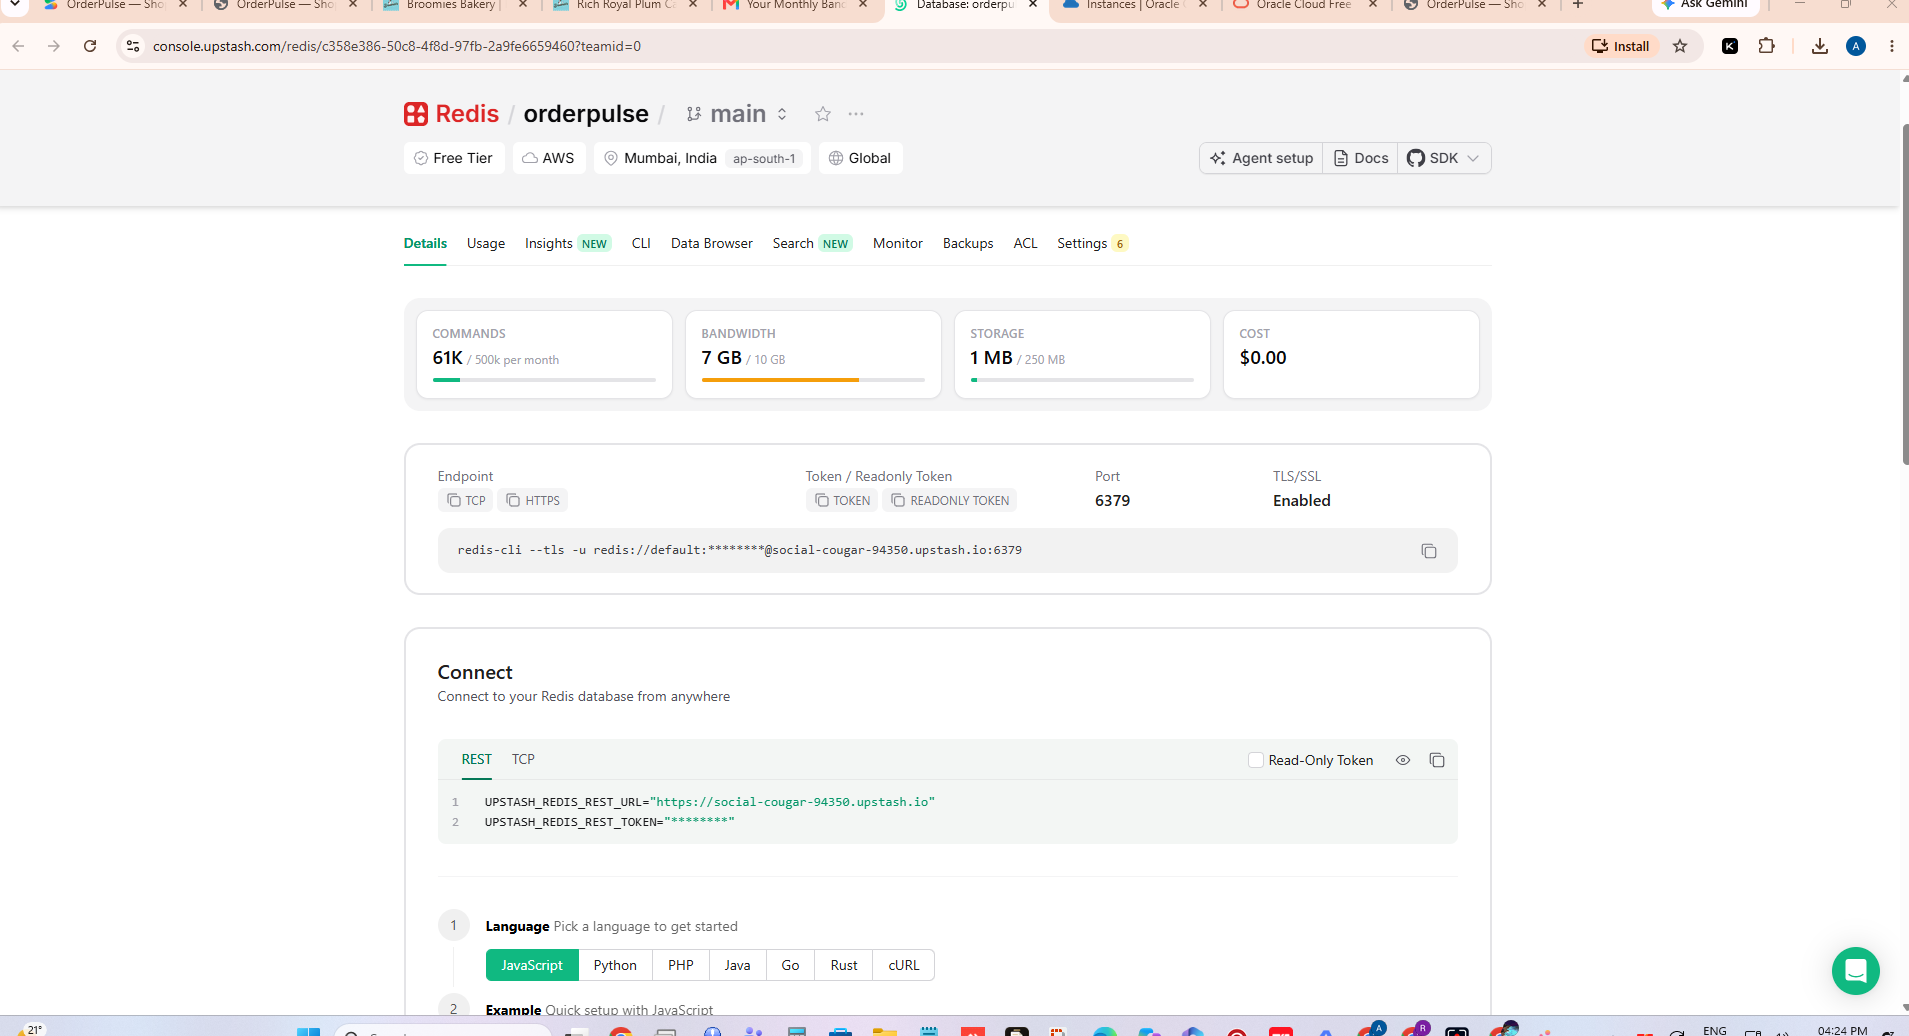 OrderPulse — Sho
OrderPulse — Sho
Broomies Bakery
Rich Royal Plum Ca
Your Monthly Ban
Database: orderpu
Instances | Oracle
Oracle Cloud Free
OrderPulse — Sho
Ask Gemini
console.upstash.com/redis/c358e386-50c8-4f8d-97fb-2a9fe6659460?teamid=0
Install
K
A
Redis / orderpulse / main
Free Tier AWS Mumbai, India ap-south-1 Global
Agent setup Docs SDK
Details Usage Insights NEW CLI Data Browser Search NEW Monitor Backups ACL Settings 6
COMMANDS
61K / 500k per month
BANDWIDTH
7 GB / 10 GB
STORAGE
1 MB / 250 MB
COST
$0.00
Endpoint
TCP HTTPS
Token / Readonly Token
TOKEN READONLY TOKEN
Port
6379
TLS/SSL
Enabled
redis-cli --tls -u redis://default:********@social-cougar-94350.upstash.io:6379
Connect
Connect to your Redis database from anywhere
REST TCP
Read-Only Token
1 UPSTASH_REDIS_REST_URL="https://social-cougar-94350.upstash.io"
2 UPSTASH_REDIS_REST_TOKEN="********"
1 Language Pick a language to get started
JavaScript Python PHP Java Go Rust cURL
2 Example Quick setup with JavaScript
21°
A
R
ENG
04:24 PM